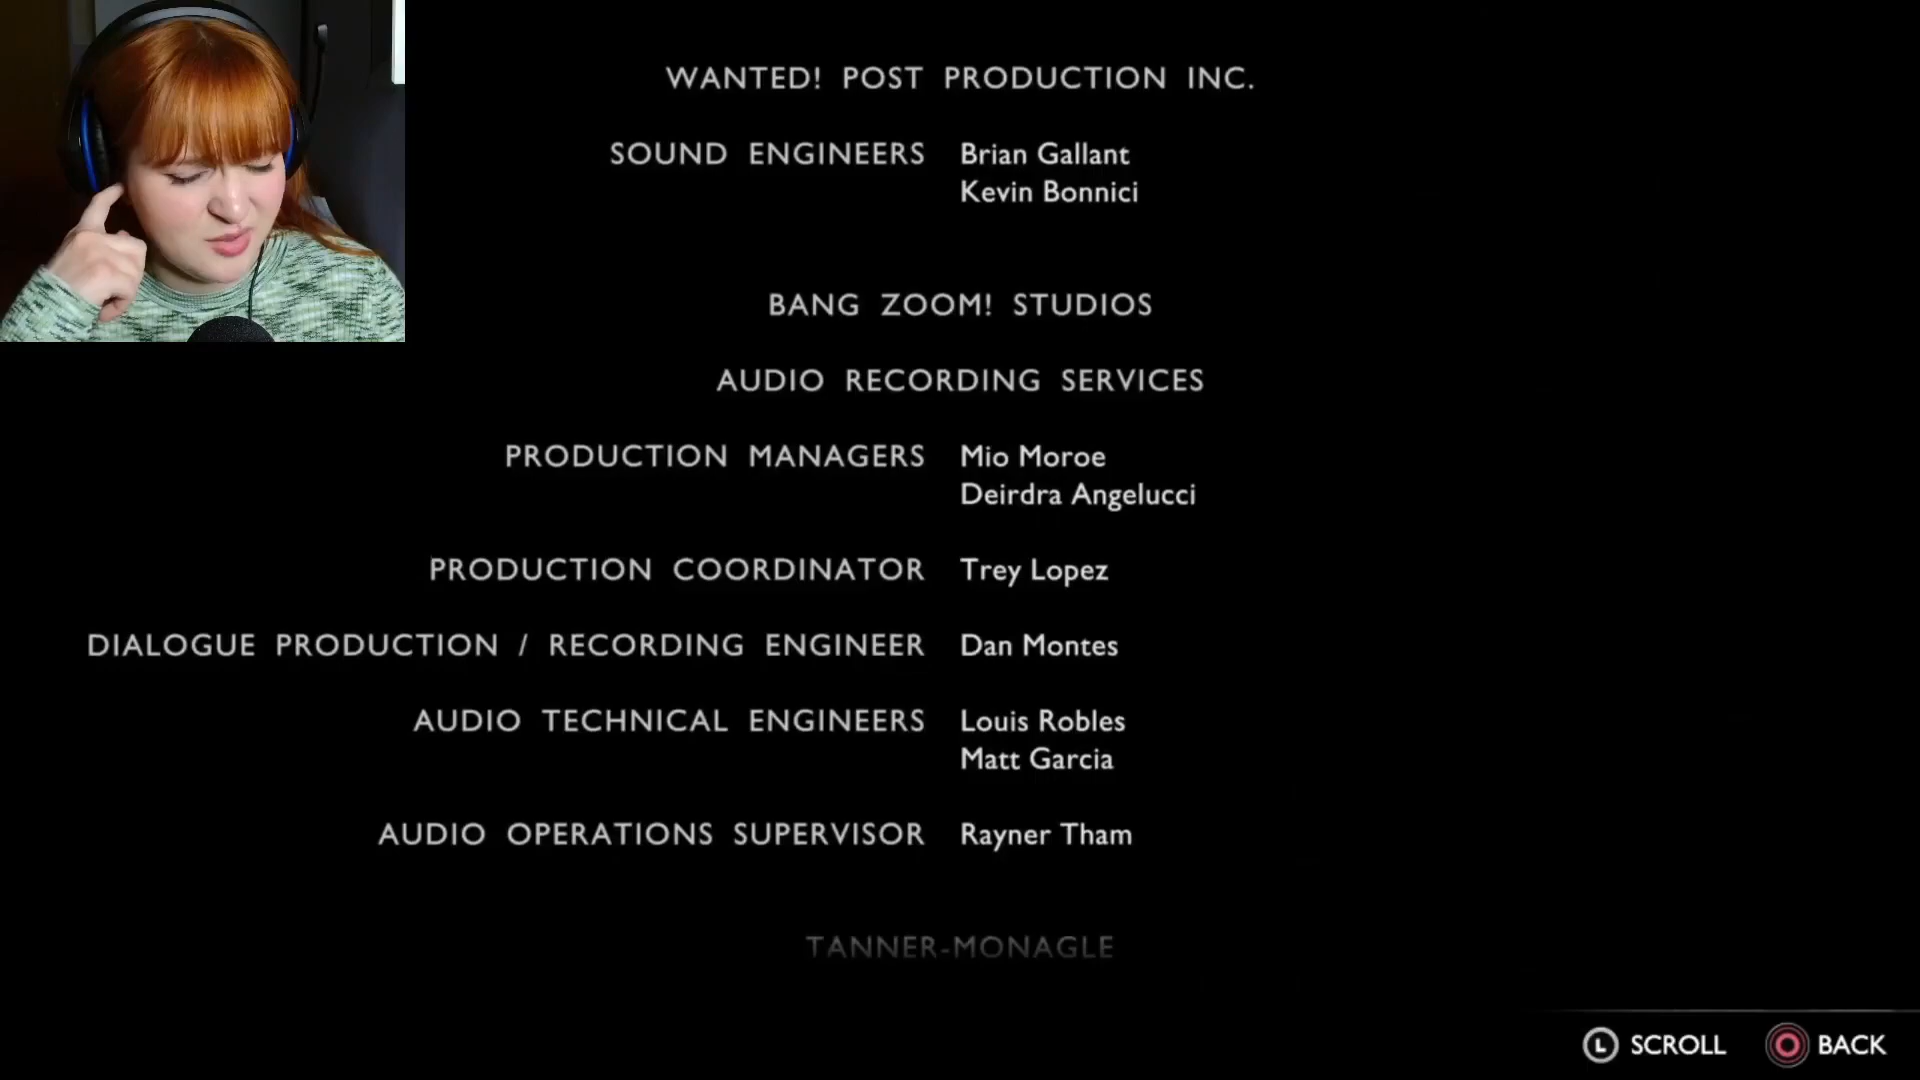 WANTED! POST PRODUCTION INC.
SOUND ENGINEERS Brian Gallant
Kevin Bonnici
BANG ZOOM! STUDIOS
AUDIO RECORDING SERVICES
PRODUCTION MANAGERS Mio Moroe
Deirdra Angelucci
PRODUCTION COORDINATOR Trey Lopez
DIALOGUE PRODUCTION / RECORDING ENGINEER Dan Montes
AUDIO TECHNICAL ENGINEERS Louis Robles
Matt Garcia
AUDIO OPERATIONS SUPERVISOR Rayner Tham
TANNER-MONAGLE
L SCROLL BACK